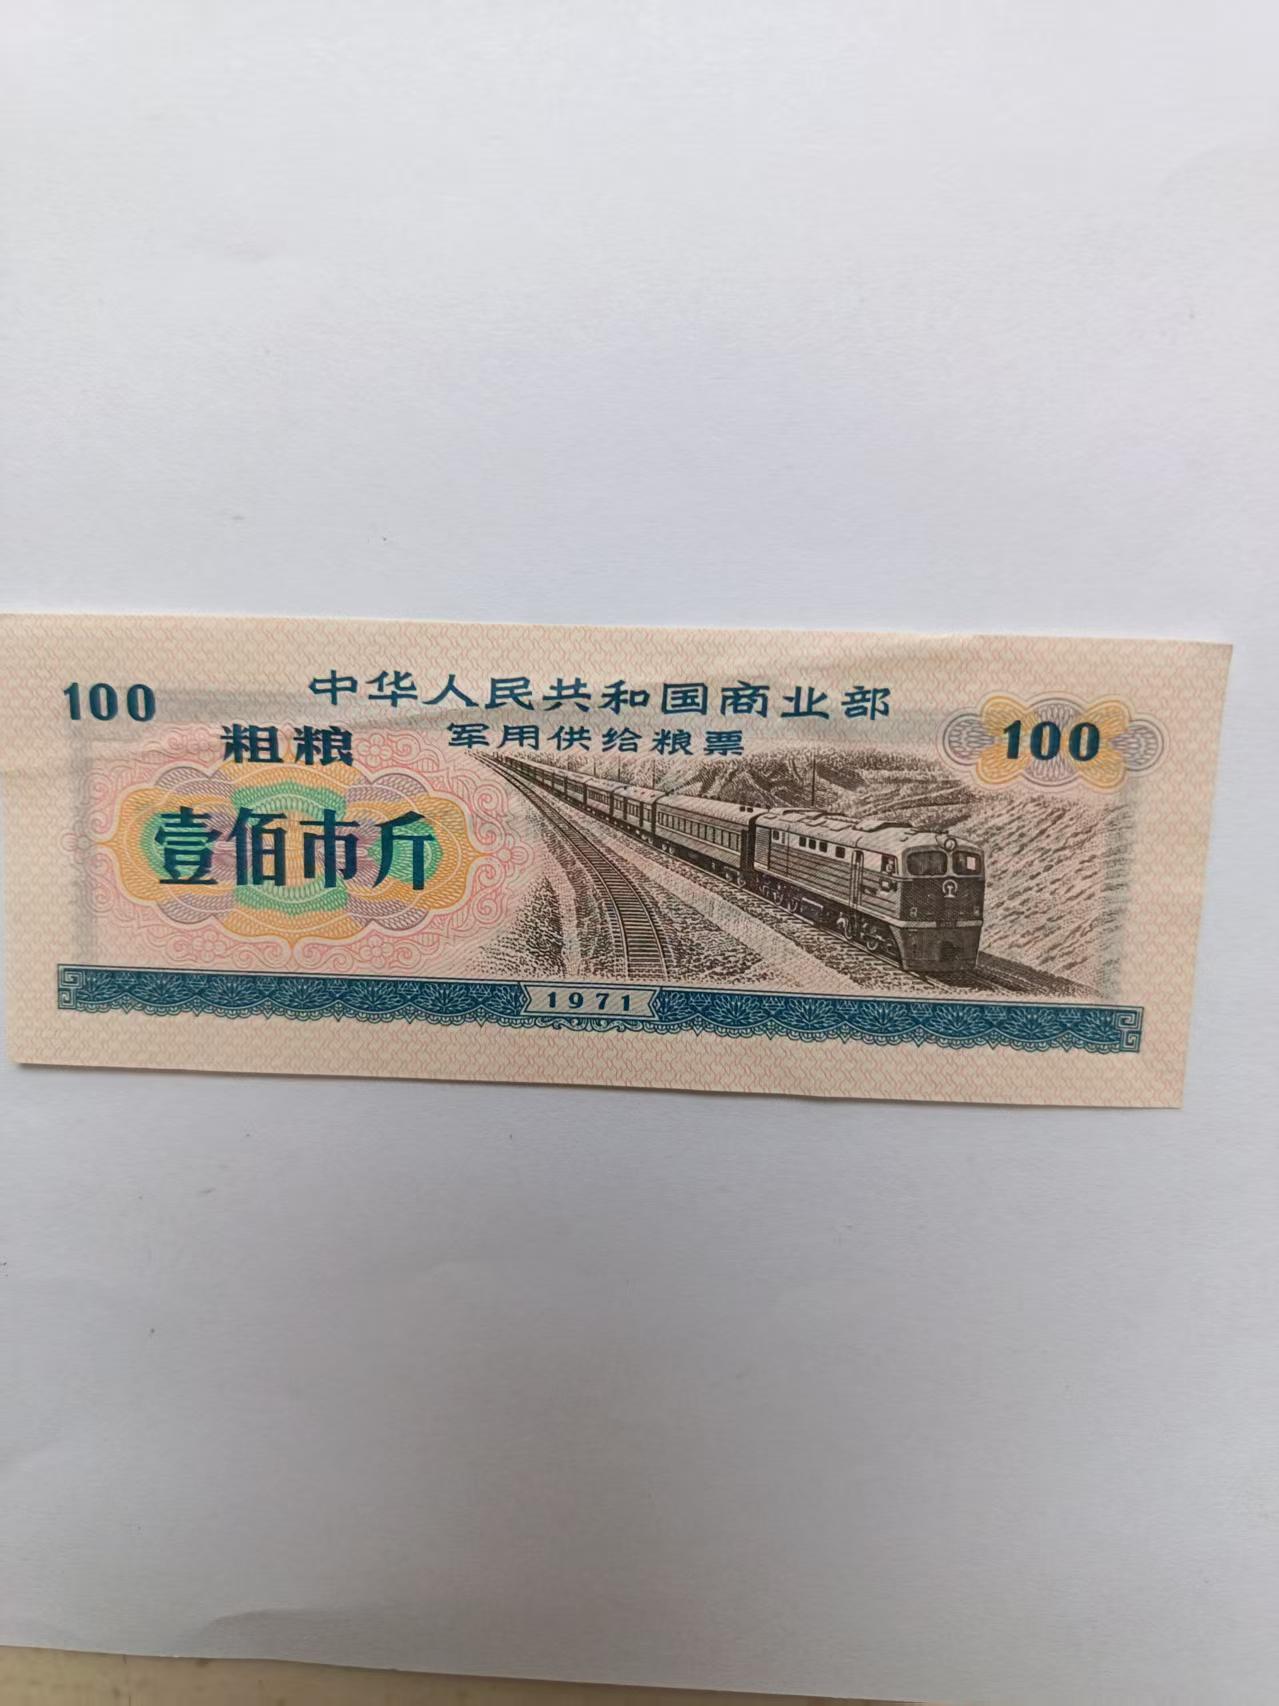 100
中华人民共和国商业部
军用供给粮票
100
粗粮
壹佰市斤
1971